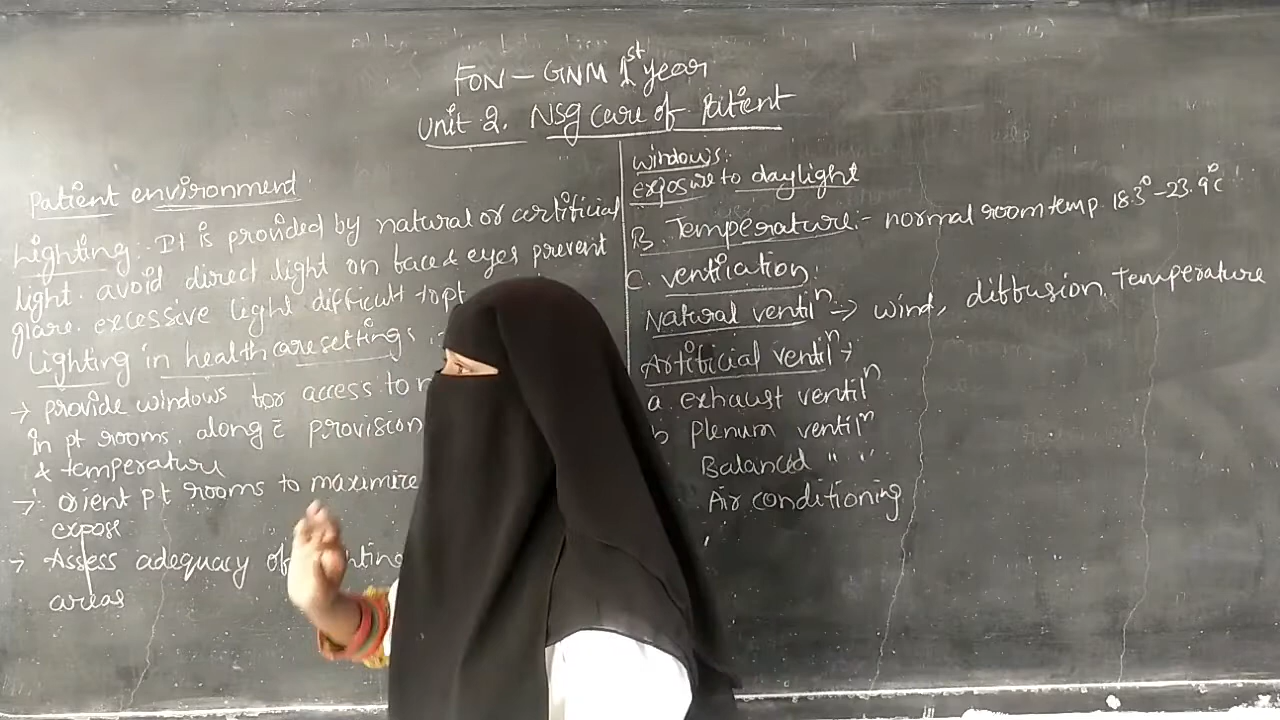 FON - GNM 1st year
Unit 2. NSg care of Patient
Patient environment
Lighting:. It is provided by natural or artificial
light. avoid direct light on face & eyes prevent
glare. excessive light difficult to pt
Lighting in health care settings:
→ provide windows for access to
In pt rooms. along c̄ provision
& temperature
→ orient pt rooms to maximize
expose
→ Assess adequacy of
areas
windows:
exposure to daylight
B. Temperature:- normal room temp. 18.3° - 23.9°c
C. ventilation:
Natural ventilⁿ → wind, diffusion, Temperature
Artificial ventilⁿ →
a. exhaust ventilⁿ
b plenum ventilⁿ
Balanced " "
Air conditioning